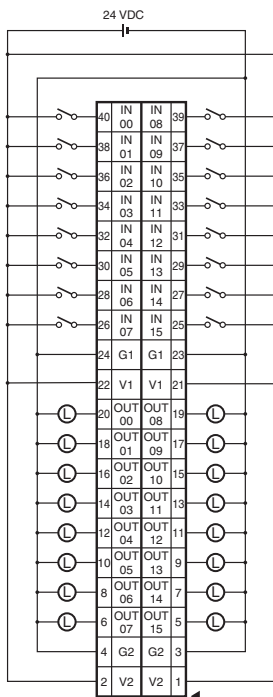 24 VDC
40 IN 00 IN 08 39
38 IN 01 IN 09 37
36 IN 02 IN 10 35
34 IN 03 IN 11 33
32 IN 04 IN 12 31
30 IN 05 IN 13 29
28 IN 06 IN 14 27
26 IN 07 IN 15 25
24 G1 G1 23
22 V1 V1 21
L 20 OUT 00 OUT 08 19 L
L 18 OUT 01 OUT 09 17 L
L 16 OUT 02 OUT 10 15 L
L 14 OUT 03 OUT 11 13 L
L 12 OUT 04 OUT 12 11 L
L 10 OUT 05 OUT 13 9 L
L 8 OUT 06 OUT 14 7 L
L 6 OUT 07 OUT 15 5 L
4 G2 G2 3
2 V2 V2 1